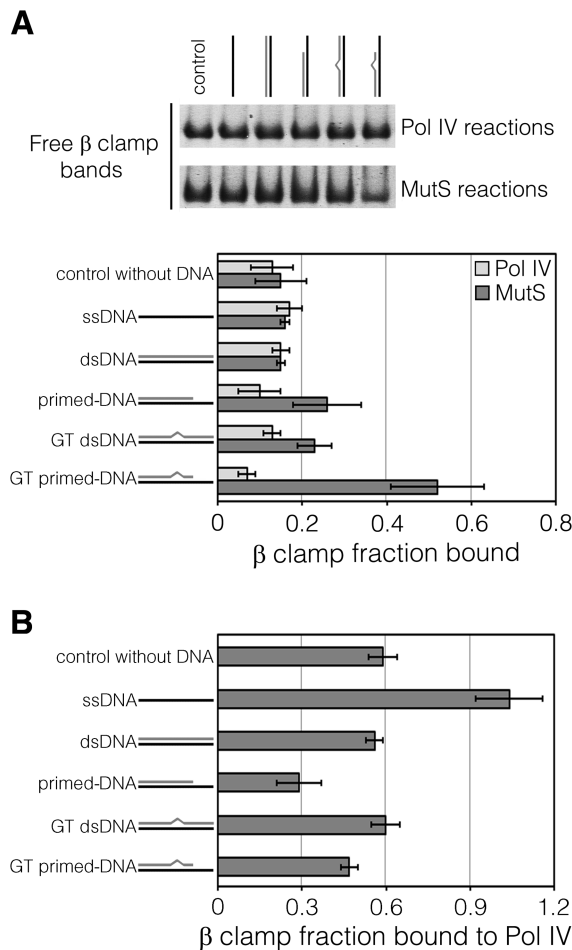 A
control
Free β clamp
bands
Pol IV reactions
MutS reactions
Pol IV
MutS
control without DNA
ssDNA
dsDNA
primed-DNA
GT dsDNA
GT primed-DNA
0 0.2 0.4 0.6 0.8
β clamp fraction bound
B
control without DNA
ssDNA
dsDNA
primed-DNA
GT dsDNA
GT primed-DNA
0 0.3 0.6 0.9 1.2
β clamp fraction bound to Pol IV